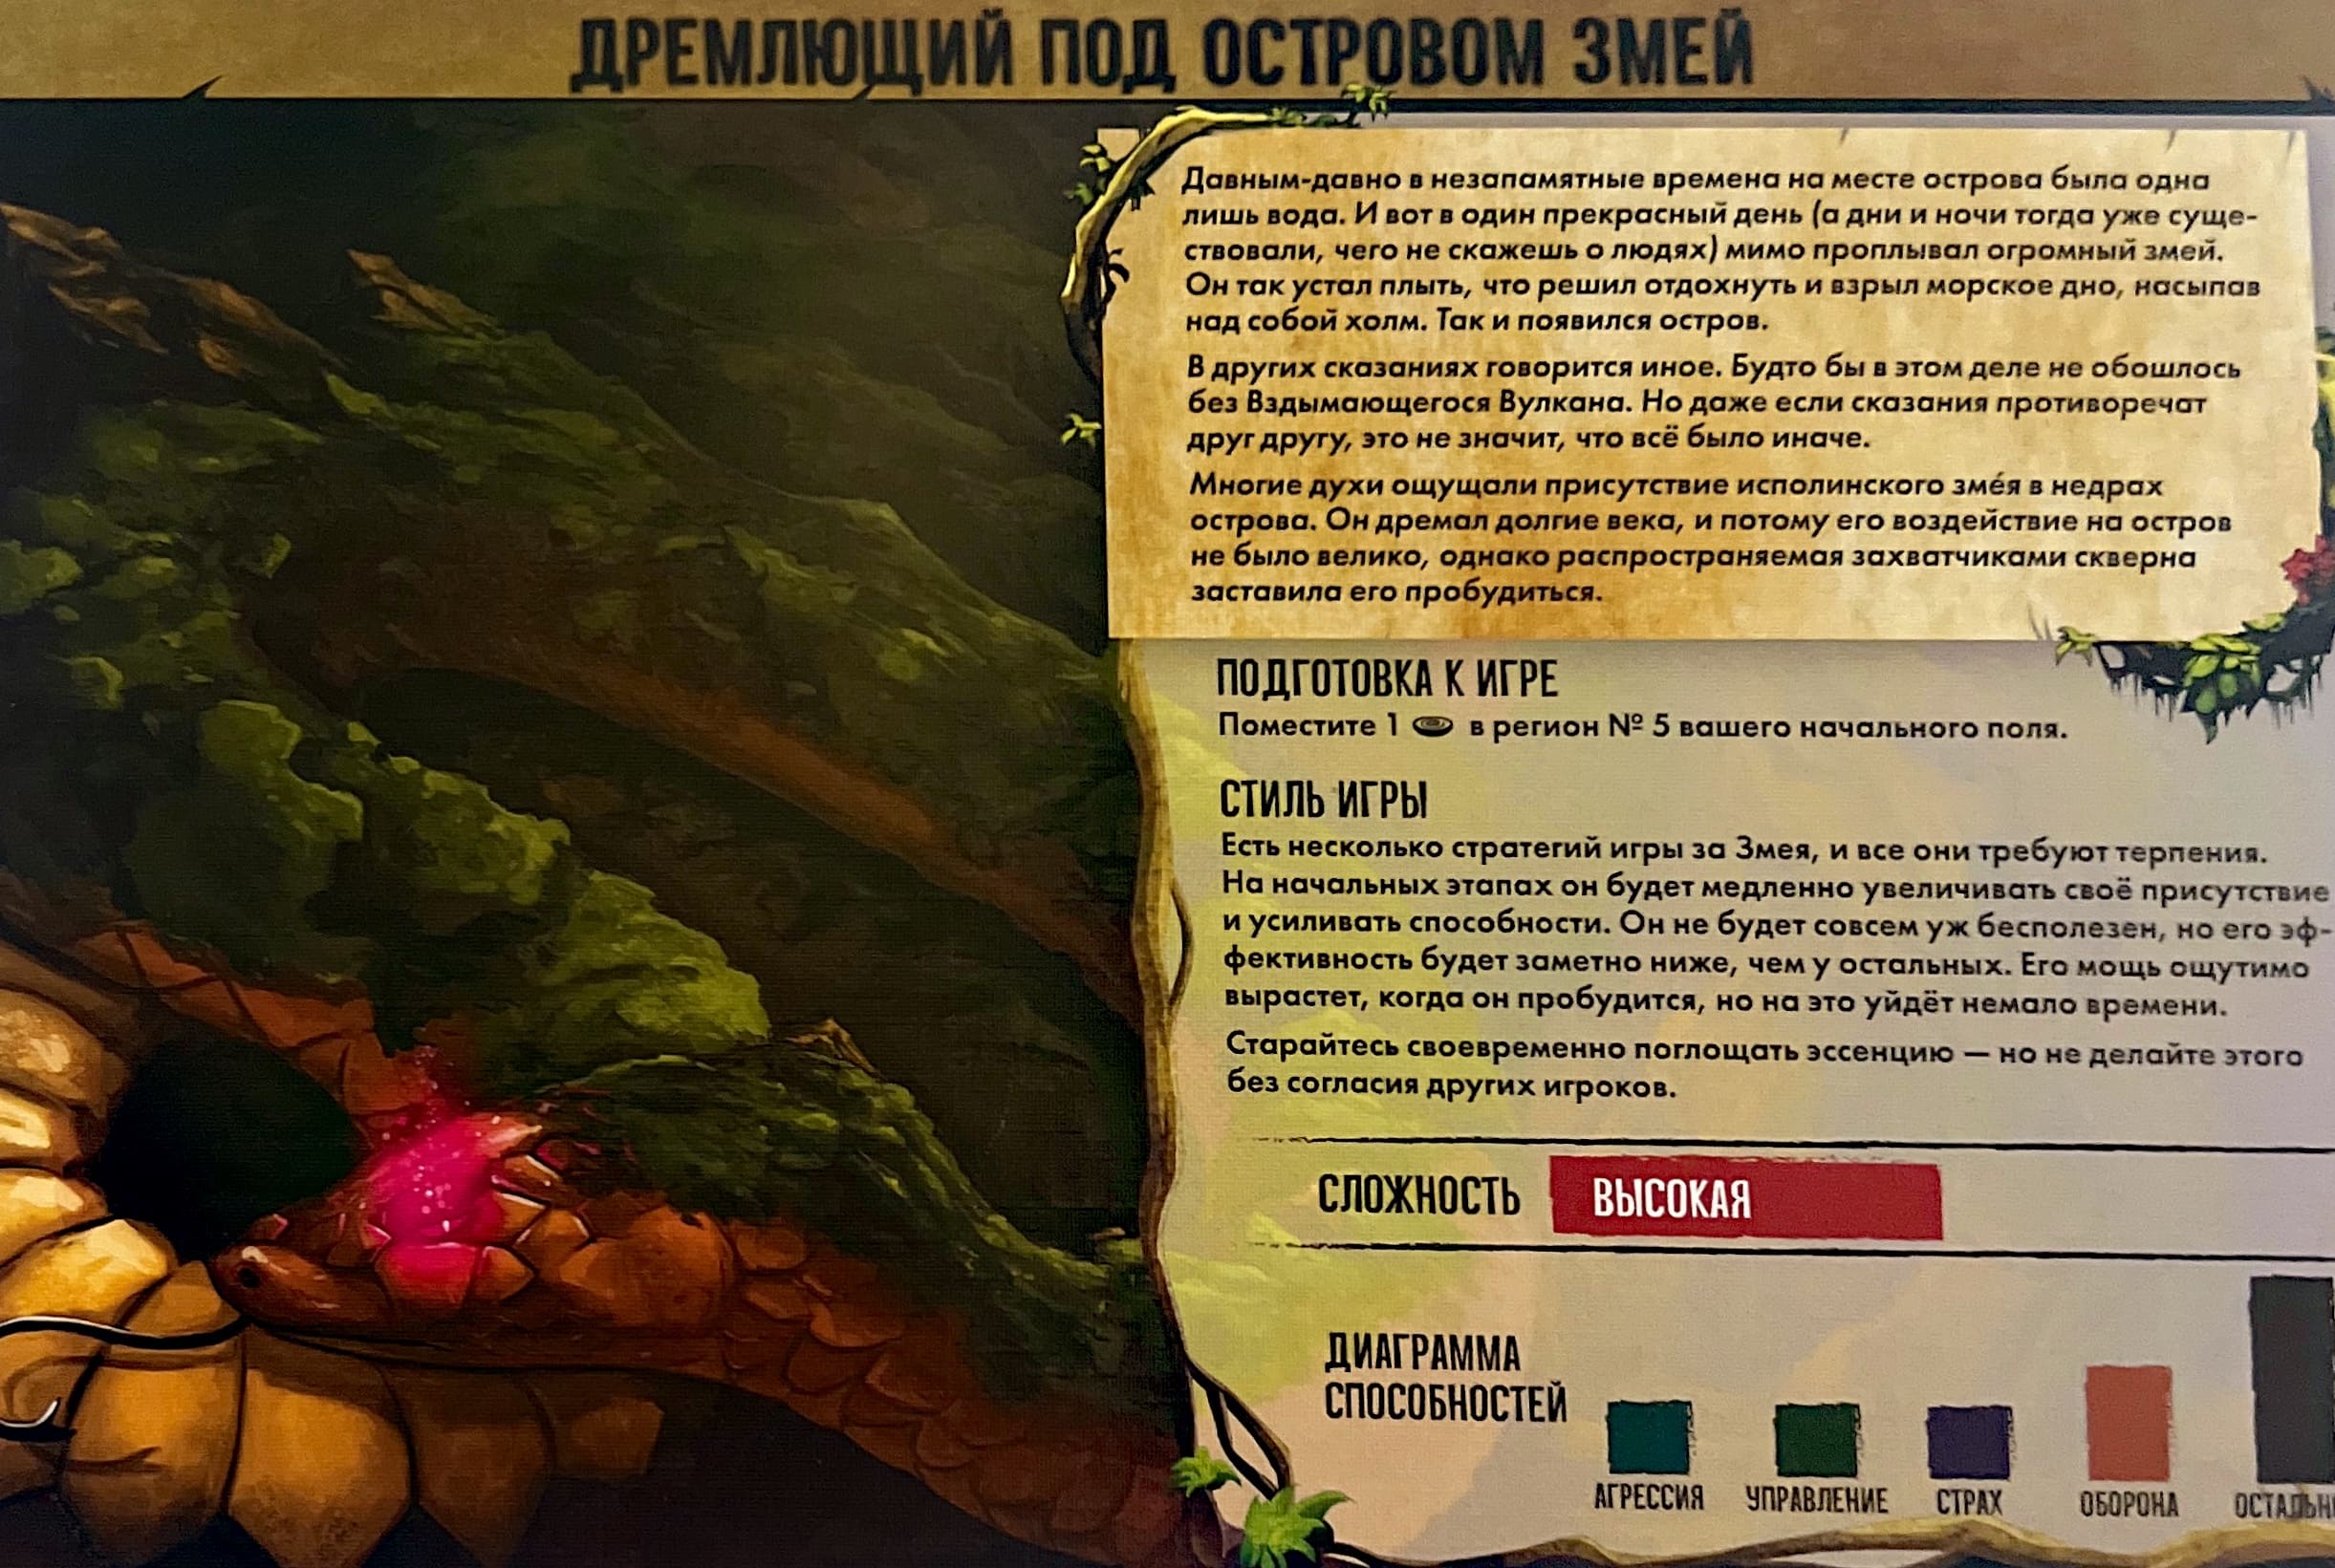 ДРЕМЛЮЩИЙ ПОД ОСТРОВОМ ЗМЕЙ
Давным-давно в незапамятные времена на месте острова была одна
лишь вода. И вот в один прекрасный день (а дни и ночи тогда уже суще-
ствовали, чего не скажешь о людях) мимо проплывал огромный змей.
Он так устал плыть, что решил отдохнуть и взрыл морское дно, насыпав
над собой холм. Так и появился остров.
В других сказаниях говорится иное. Будто бы в этом деле не обошлось
без Вздымающегося Вулкана. Но даже если сказания противоречат
друг другу, это не значит, что всё было иначе.
Многие духи ощущали присутствие исполинского зме́я в недрах
острова. Он дремал долгие века, и потому его воздействие на остров
не было велико, однако распространяемая захватчиками скверна
заставила его пробудиться.
ПОДГОТОВКА К ИГРЕ
Поместите 1 в регион № 5 вашего начального поля.
СТИЛЬ ИГРЫ
Есть несколько стратегий игры за Змея, и все они требуют терпения.
На начальных этапах он будет медленно увеличивать своё присутствие
и усиливать способности. Он не будет совсем уж бесполезен, но его эф-
фективность будет заметно ниже, чем у остальных. Его мощь ощутимо
вырастет, когда он пробудится, но на это уйдёт немало времени.
Старайтесь своевременно поглощать эссенцию — но не делайте этого
без согласия других игроков.
СЛОЖНОСТЬ ВЫСОКАЯ
ДИАГРАММА
СПОСОБНОСТЕЙ
АГРЕССИЯ УПРАВЛЕНИЕ СТРАХ ОБОРОНА